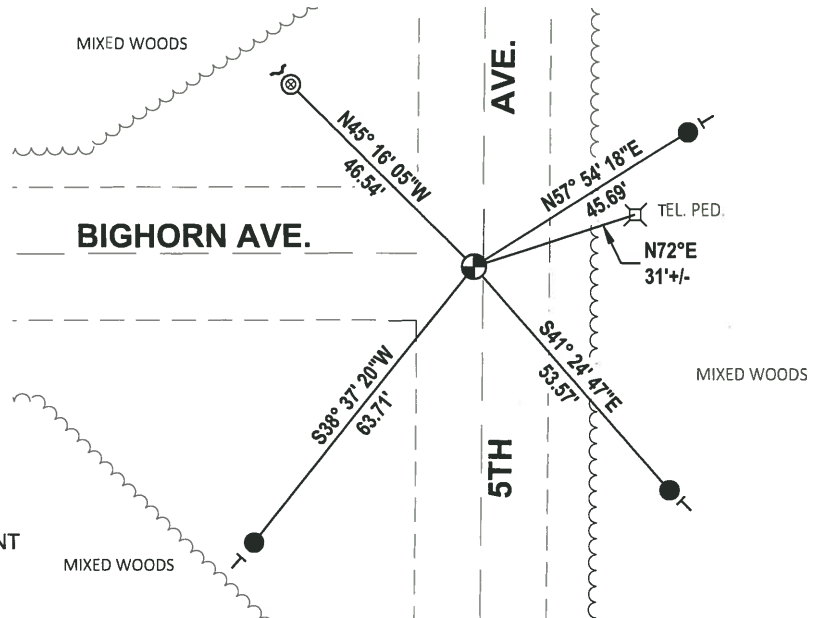 MIXED WOODS
AVE.
N45° 16' 05"W
46.54'
N57° 54' 18"E
45.69'
TEL. PED.
BIGHORN AVE.
N72°E
31'+/-
S41° 24' 47"E
53.57'
S38° 37' 20"W
63.71'
MIXED WOODS
5TH
NT
MIXED WOODS